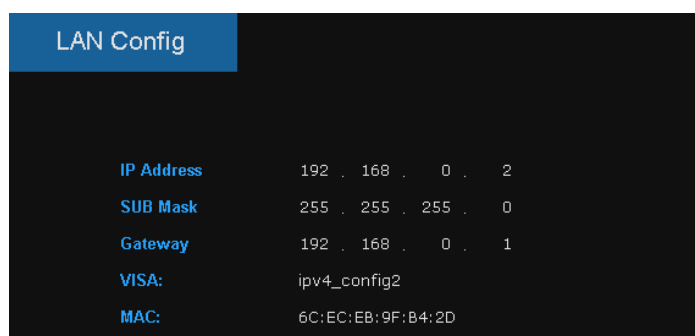 LAN Config
IP Address 192 . 168 . 0 . 2
SUB Mask 255 . 255 . 255 . 0
Gateway 192 . 168 . 0 . 1
VISA: ipv4_config2
MAC: 6C:EC:EB:9F:B4:2D